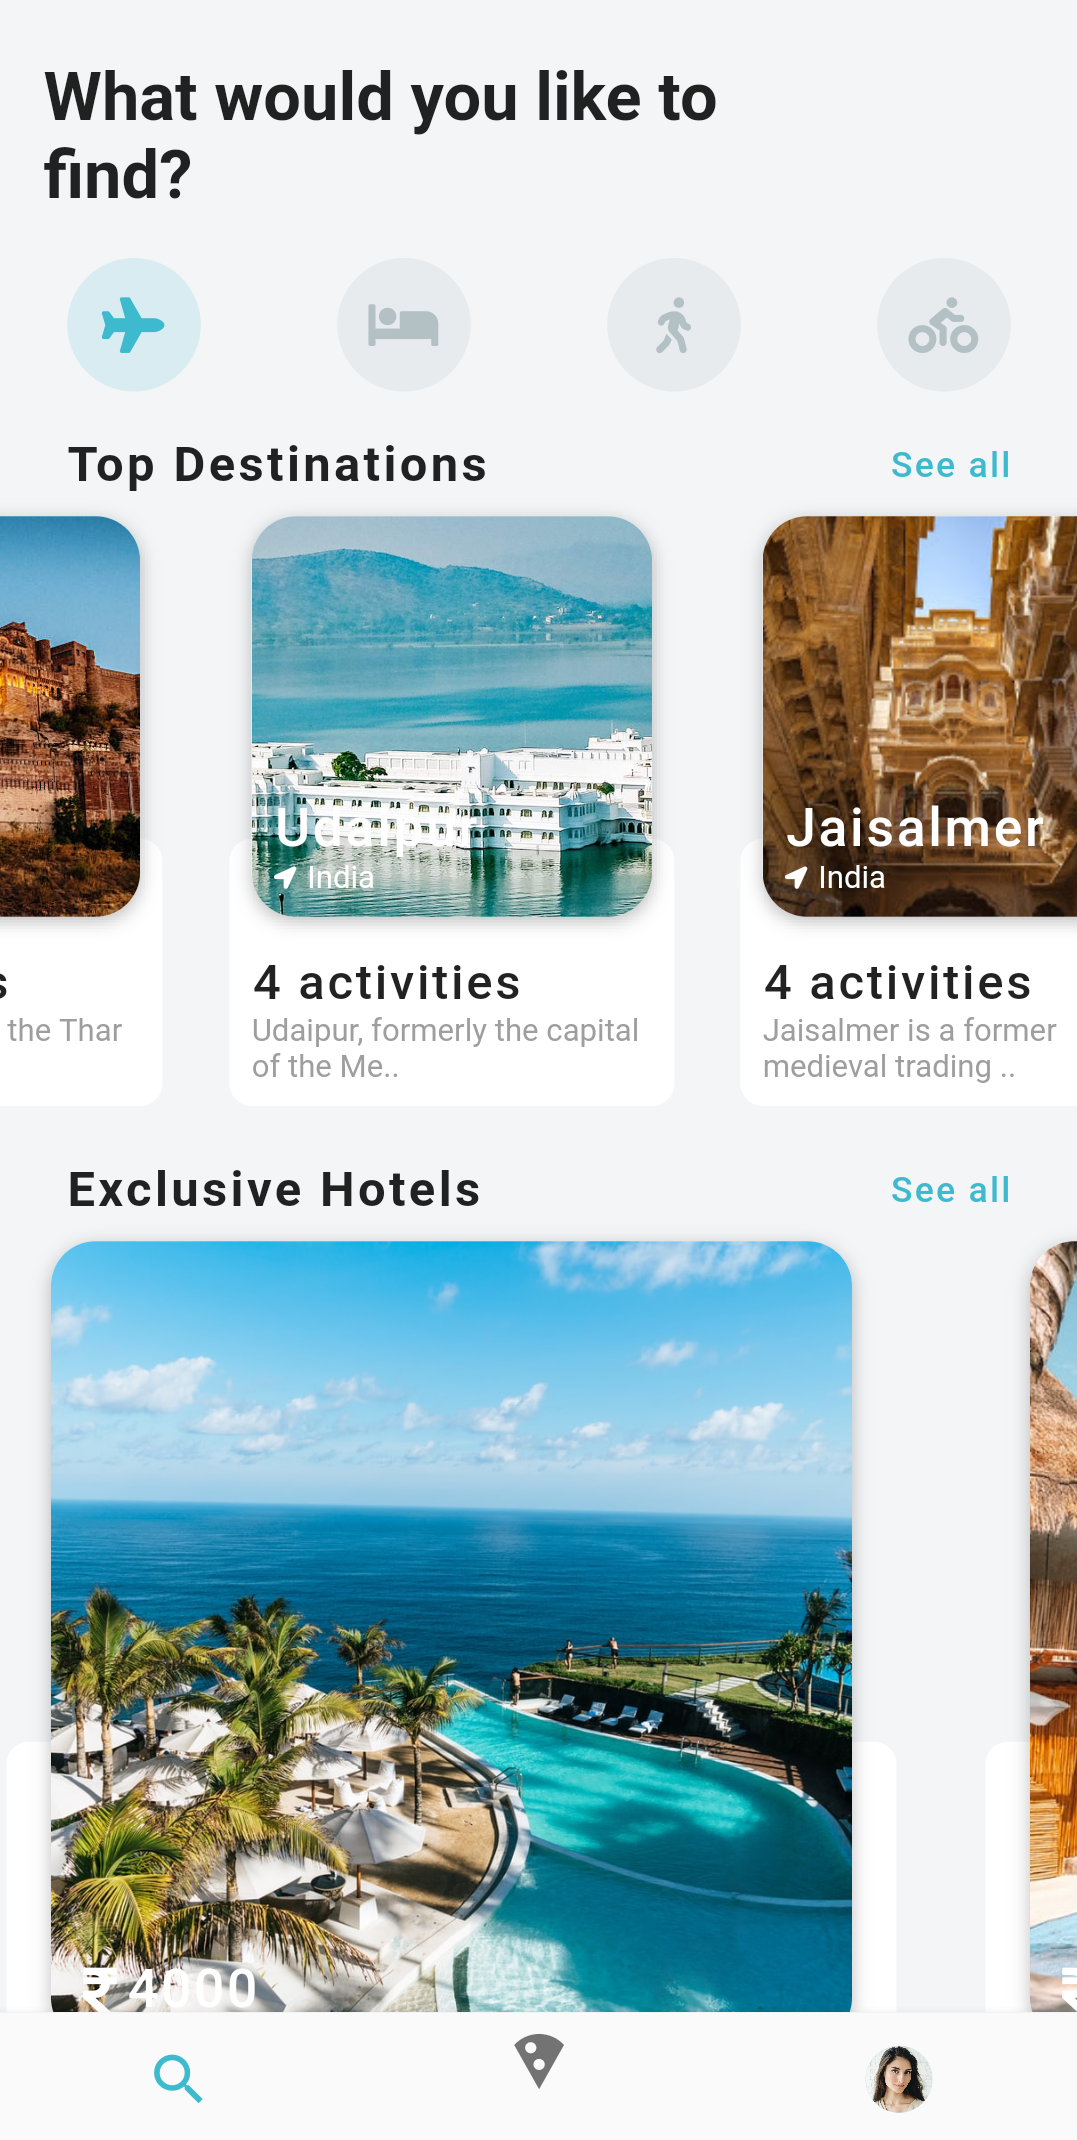 What would you like to
find?
Top Destinations
See all
Udaipur
India
Jaisalmer
India
s
4 activities
4 activities
the Thar
Udaipur, formerly the capital
of the Me..
Jaisalmer is a former
medieval trading ..
Exclusive Hotels
See all
₹ 4000
₹